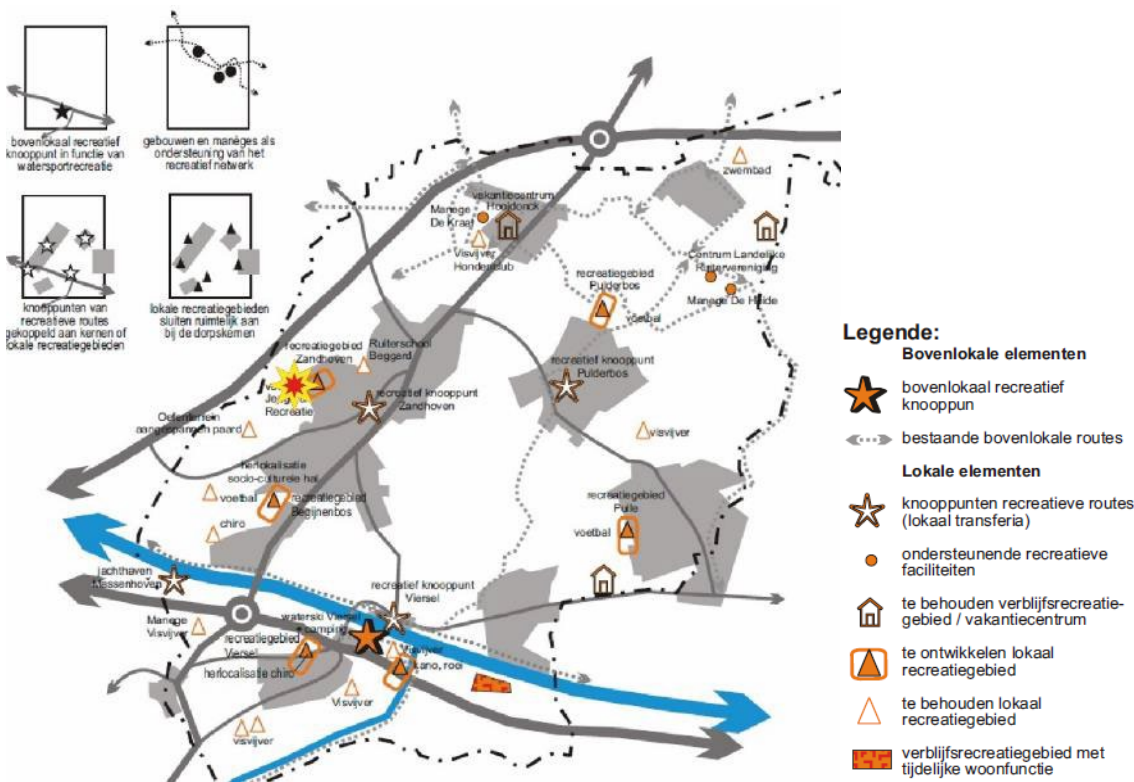 bovenlokaal recreatief
knooppunt in functie van
watersportrecreatie
gebouwen en manèges als
ondersteuning van het
recreatief netwerk
knooppunten van
recreatieve routes
gekoppeld aan kernen of
lokale recreatiegebieden
lokale recreatiegebieden
sluiten ruimtelijk aan
bij de dorpskernen
zwembad
vakantiecentrum
Hooidonck
Manege
De Kraal
Visvijver
Hondenclub
Centrum Landelijke
Rijvereniging
Manege De Heide
recreatiegebied
Pulderbos
voetbal
recreatiegebied
Zandhoven
Ruiterschool
Beggard
recreatief knooppunt
Pulderbos
recreatief knooppunt
Zandhoven
Recreatie
Oefenterrein
aangespannen paard
visvijver
herlokalisatie
socio-culturele hal
voetbal
recreatiegebied
Begijnenbos
chiro
recreatiegebied
Pulle
voetbal
jachthaven
Massenhoven
recreatief knooppunt
Viersel
waterski Viersel
+ camping
Manege
Visvijver
recreatiegebied
Viersel
herlocalisatie chiro
Visvijver
kano, rooi
Visvijver
visvijver
Legende:
Bovenlokale elementen
bovenlokaal recreatief
knooppun
bestaande bovenlokale routes
Lokale elementen
knooppunten recreatieve routes
(lokaal transferia)
ondersteunende recreatieve
faciliteiten
te behouden verblijfsrecreatie-
gebied / vakantiecentrum
te ontwikkelen lokaal
recreatiegebied
te behouden lokaal
recreatiegebied
verblijfsrecreatiegebied met
tijdelijke woonfunctie